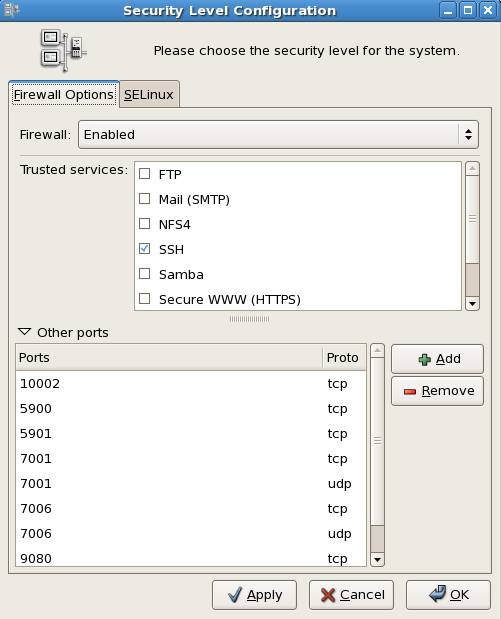 Security Level Configuration
Please choose the security level for the system.
Firewall Options SELinux
Firewall: Enabled
Trusted services:
FTP
Mail (SMTP)
NFS4
SSH
Samba
Secure WWW (HTTPS)
Other ports
Ports Proto
10002 tcp
5900 tcp
5901 tcp
7001 tcp
7001 udp
7006 tcp
7006 udp
9080 tcp
Add
Remove
Apply Cancel OK